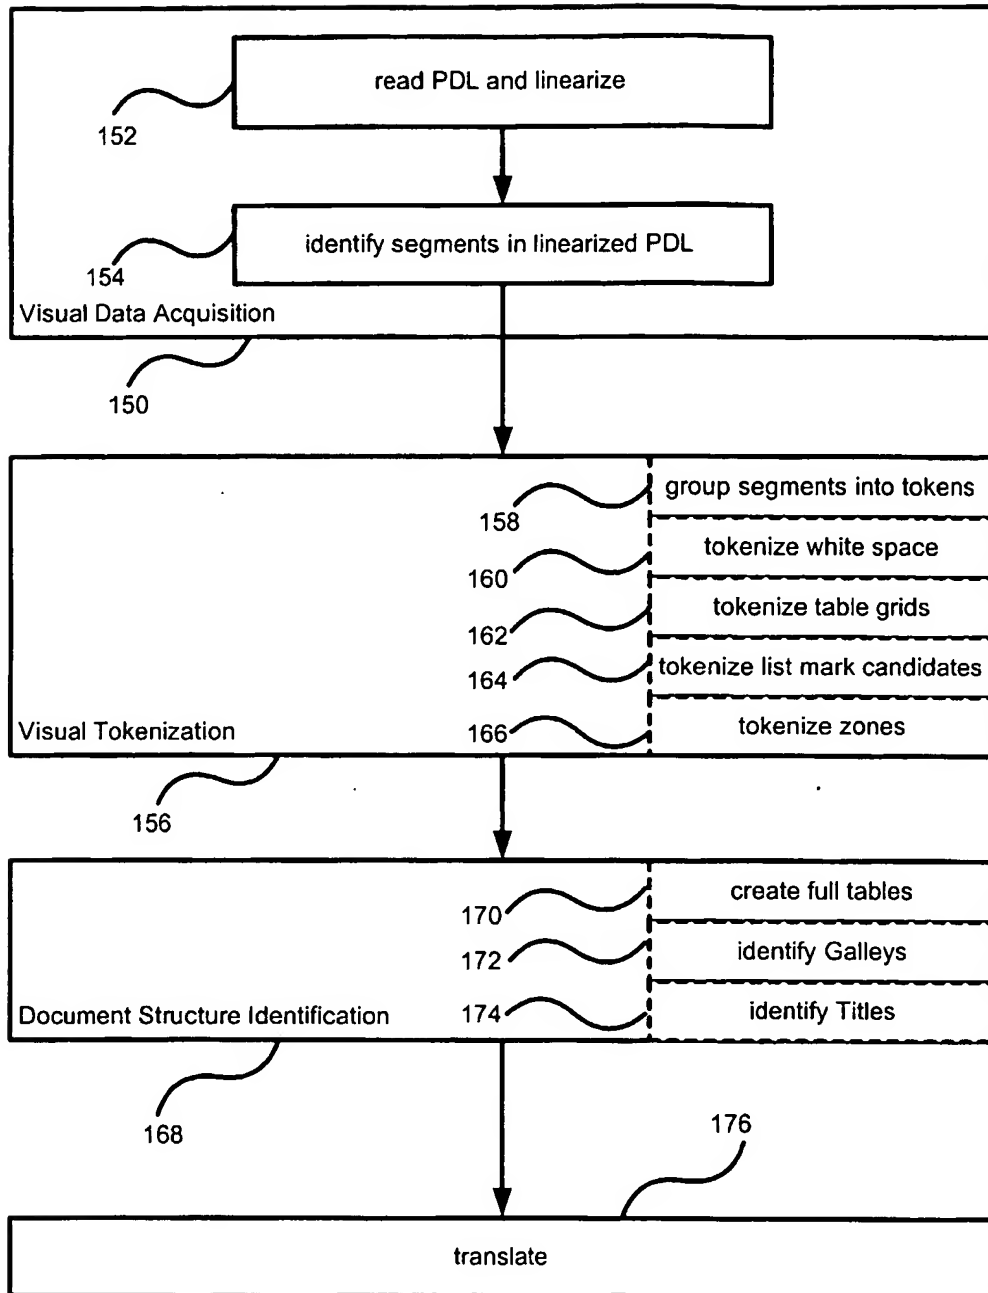 read PDL and linearize
152
identify segments in linearized PDL
154
Visual Data Acquisition
150
group segments into tokens
158
tokenize white space
160
tokenize table grids
162
tokenize list mark candidates
164
tokenize zones
166
Visual Tokenization
156
create full tables
170
identify Galleys
172
identify Titles
174
Document Structure Identification
168
176
translate